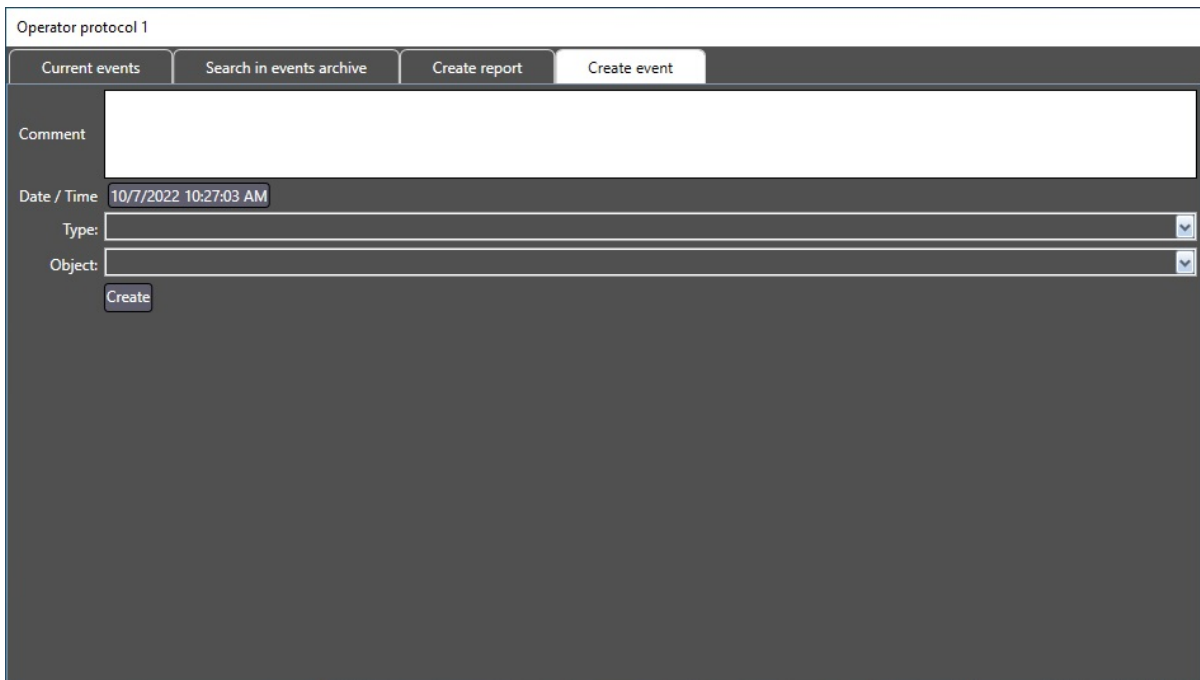 Operator protocol 1
Current events Search in events archive Create report Create event
Comment
Date / Time 10/7/2022 10:27:03 AM
Type:
Object:
Create